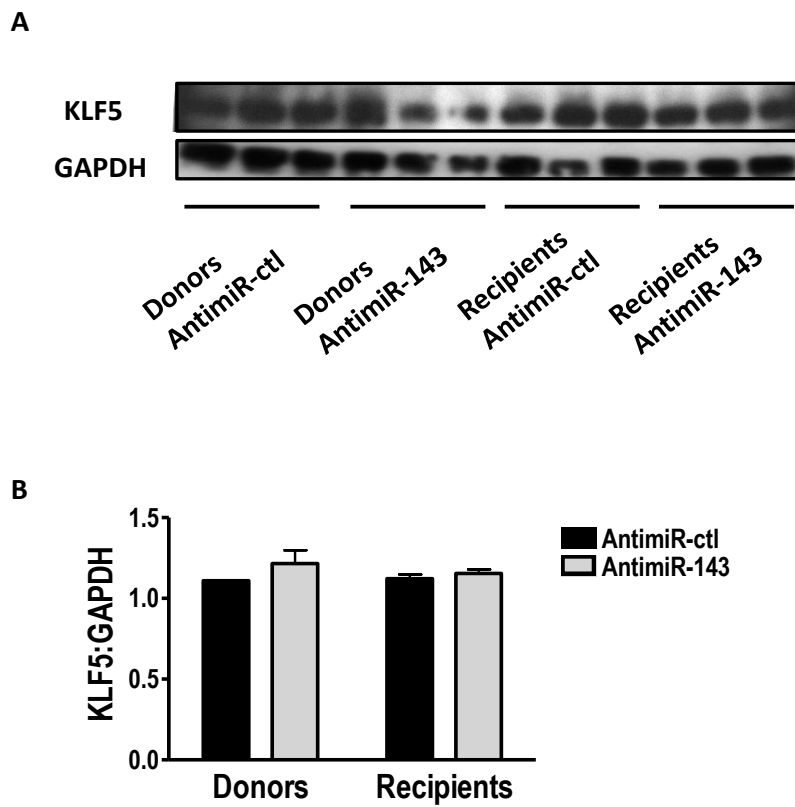 A
KLF5
GAPDH
Donors
AntimiR-ctl
Donors
AntimiR-143
Recipients
AntimiR-ctl
Recipients
AntimiR-143
B
KLF5:GAPDH
1.5
1.0
0.5
0.0
Donors
Recipients
AntimiR-ctl
AntimiR-143